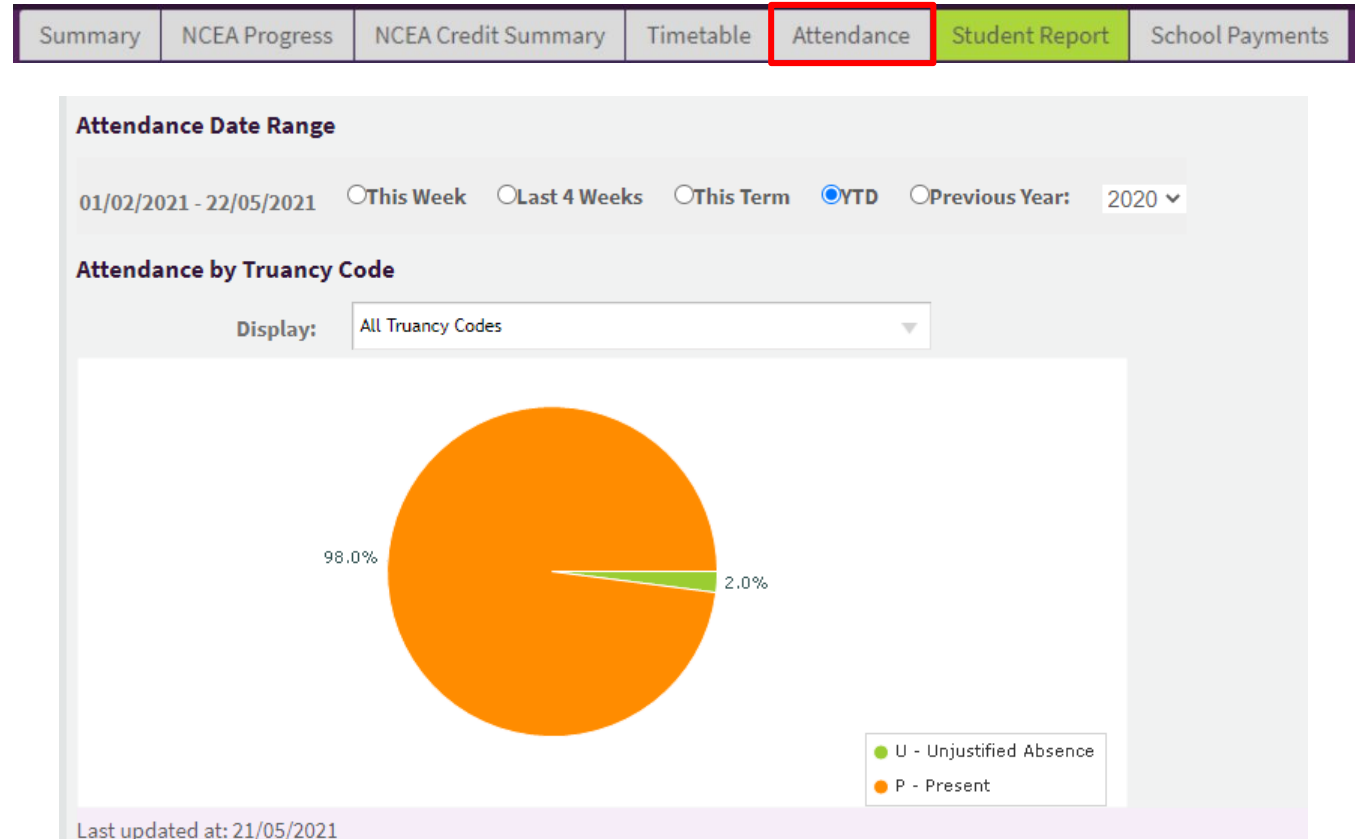 Summary NCEA Progress NCEA Credit Summary Timetable Attendance Student Report School Payments
Attendance Date Range
01/02/2021 - 22/05/2021 This Week Last 4 Weeks This Term YTD Previous Year: 2020
Attendance by Truancy Code
Display: All Truancy Codes
98.0%
2.0%
U - Unjustified Absence
P - Present
Last updated at: 21/05/2021